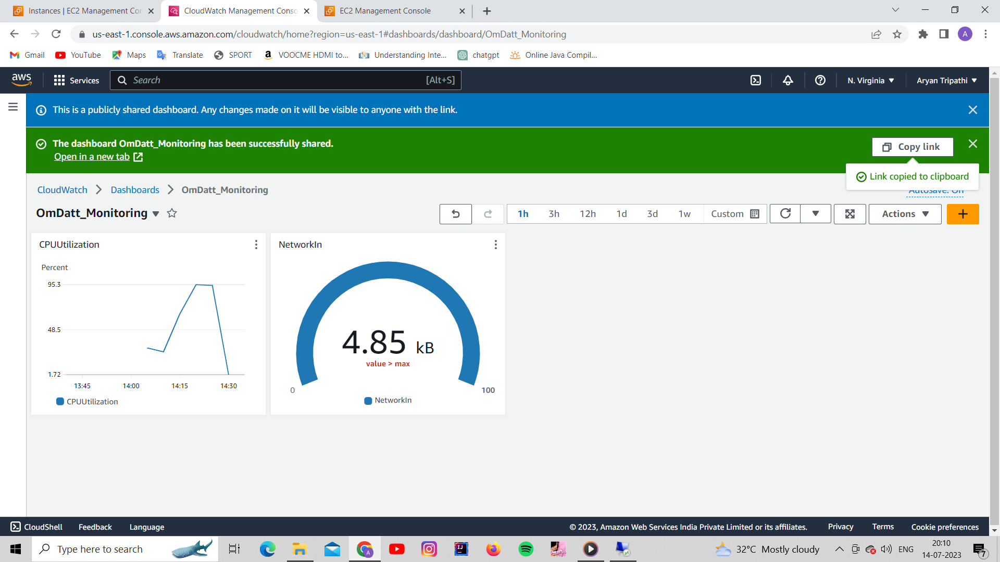 Instances | EC2 Management Con
CloudWatch Management Conso
EC2 Management Console
us-east-1.console.aws.amazon.com/cloudwatch/home?region=us-east-1#dashboards/dashboard/OmDatt_Monitoring
A
Gmail
YouTube
Maps
Translate
SPORT
VOOCME HDMI to...
Understanding Inte...
chatgpt
Online Java Compil...
aws
Services
Search
[Alt+S]
N. Virginia
Aryan Tripathi
This is a publicly shared dashboard. Any changes made on it will be visible to anyone with the link.
The dashboard OmDatt_Monitoring has been successfully shared.
Open in a new tab
Copy link
Link copied to clipboard
CloudWatch
Dashboards
OmDatt_Monitoring
Autosave: On
OmDatt_Monitoring
1h
3h
12h
1d
3d
1w
Custom
Actions
CPUUtilization
Percent
95.3
48.5
1.72
13:45
14:00
14:15
14:30
CPUUtilization
NetworkIn
4.85 kB
value > max
0
100
NetworkIn
CloudShell
Feedback
Language
© 2023, Amazon Web Services India Private Limited or its affiliates.
Privacy
Terms
Cookie preferences
Type here to search
IJ
A
32°C Mostly cloudy
ENG
20:10
14-07-2023
7